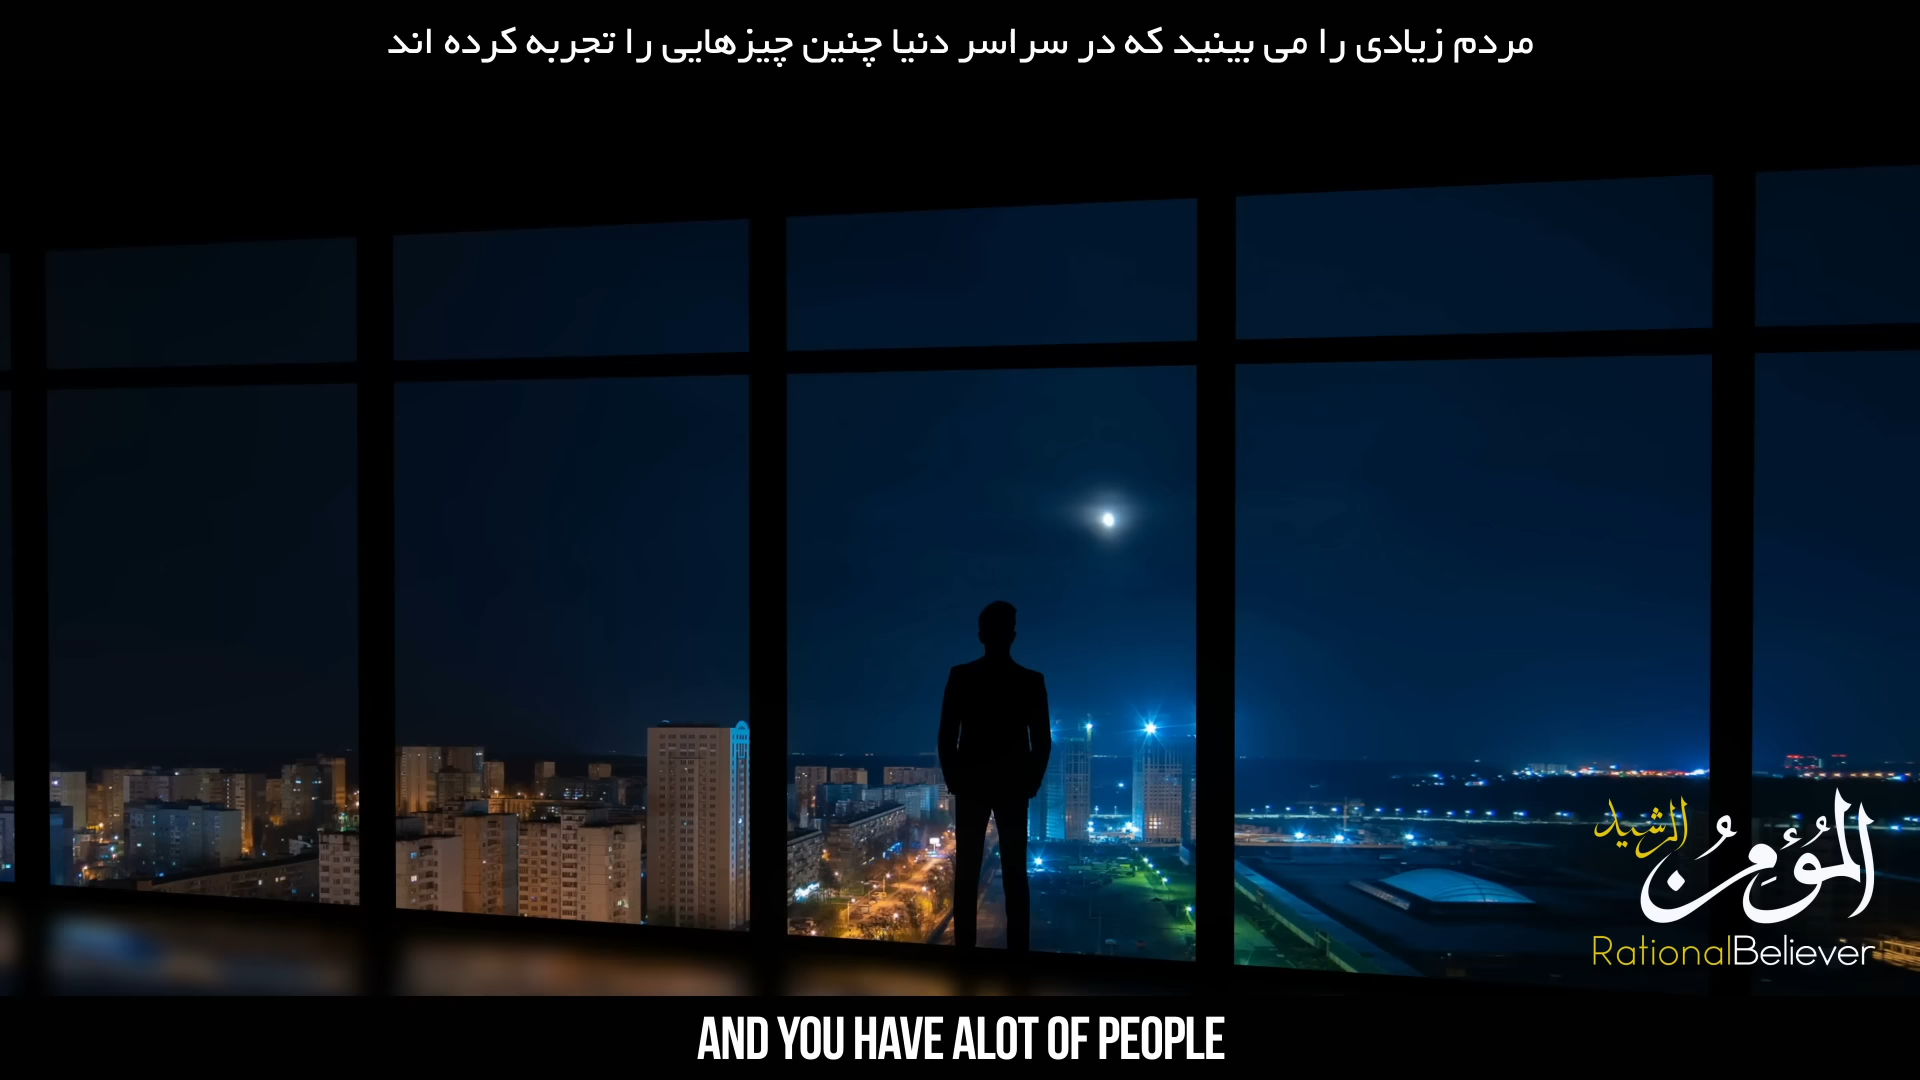 مردم زیادی را می بینید که در سراسر دنیا چنین چیزهایی را تجربه کرده اند
المؤمن الرشيد
RationalBeliever
AND YOU HAVE ALOT OF PEOPLE